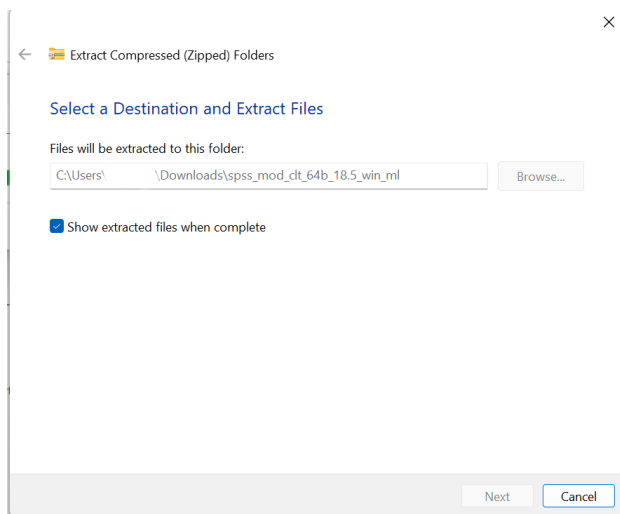 Extract Compressed (Zipped) Folders
Select a Destination and Extract Files
Files will be extracted to this folder:
C:\Users\ \Downloads\spss_mod_clt_64b_18.5_win_ml
Browse...
Show extracted files when complete
Next
Cancel